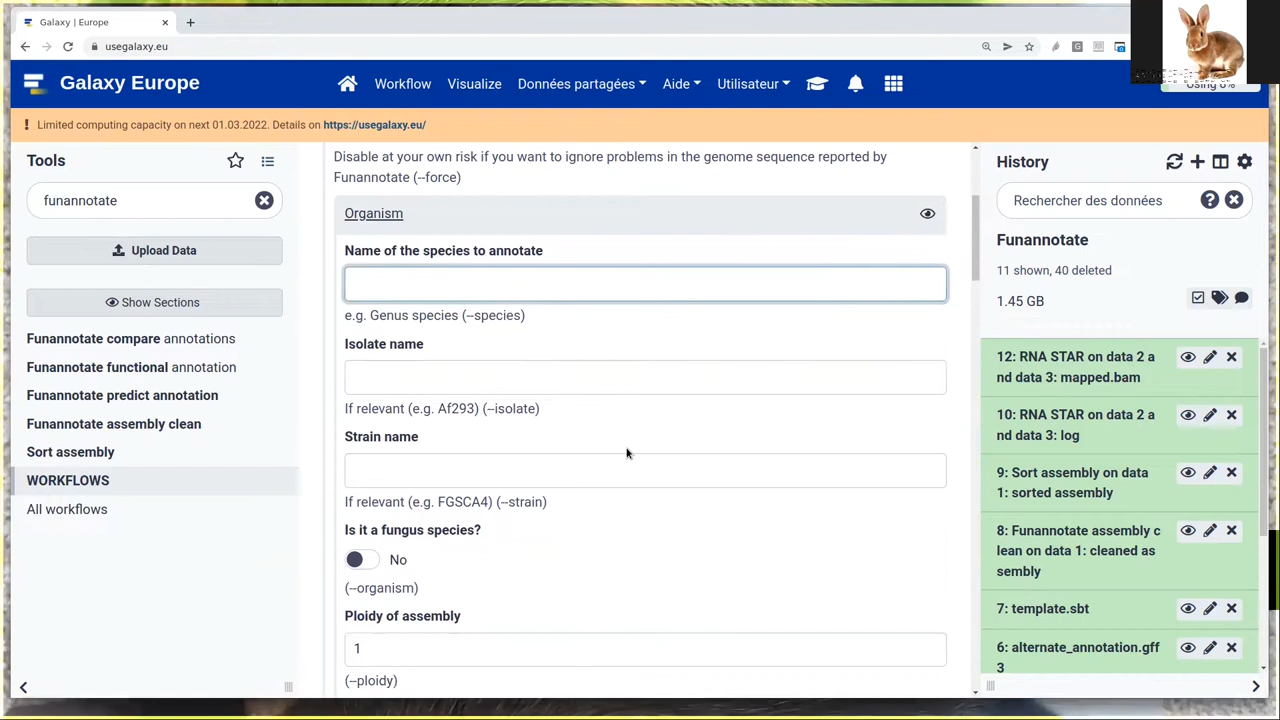 Galaxy | Europe
usegalaxy.eu
Galaxy Europe
Workflow
Visualize
Données partagées
Aide
Utilisateur
Using 6%
Limited computing capacity on next 01.03.2022. Details on https://usegalaxy.eu/
Tools
funannotate
Upload Data
Show Sections
Funannotate compare annotations
Funannotate functional annotation
Funannotate predict annotation
Funannotate assembly clean
Sort assembly
WORKFLOWS
All workflows
Disable at your own risk if you want to ignore problems in the genome sequence reported by
Funannotate (--force)
Organism
Name of the species to annotate
e.g. Genus species (--species)
Isolate name
If relevant (e.g. Af293) (--isolate)
Strain name
If relevant (e.g. FGSCA4) (--strain)
Is it a fungus species?
No
(--organism)
Ploidy of assembly
1
(--ploidy)
History
Rechercher des données
Funannotate
11 shown, 40 deleted
1.45 GB
12: RNA STAR on data 2 a
nd data 3: mapped.bam
10: RNA STAR on data 2 a
nd data 3: log
9: Sort assembly on data
1: sorted assembly
8: Funannotate assembly c
lean on data 1: cleaned as
sembly
7: template.sbt
6: alternate_annotation.gff
3